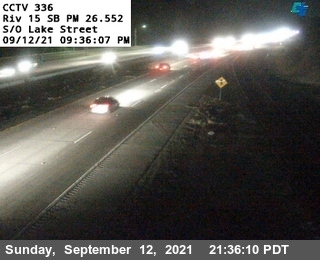 CCTV 336
Riv 15 SB PM 26.552
S/O Lake Street
09/12/21 09:36:07 PM
Sunday, September 12, 2021 21:36:10 PDT